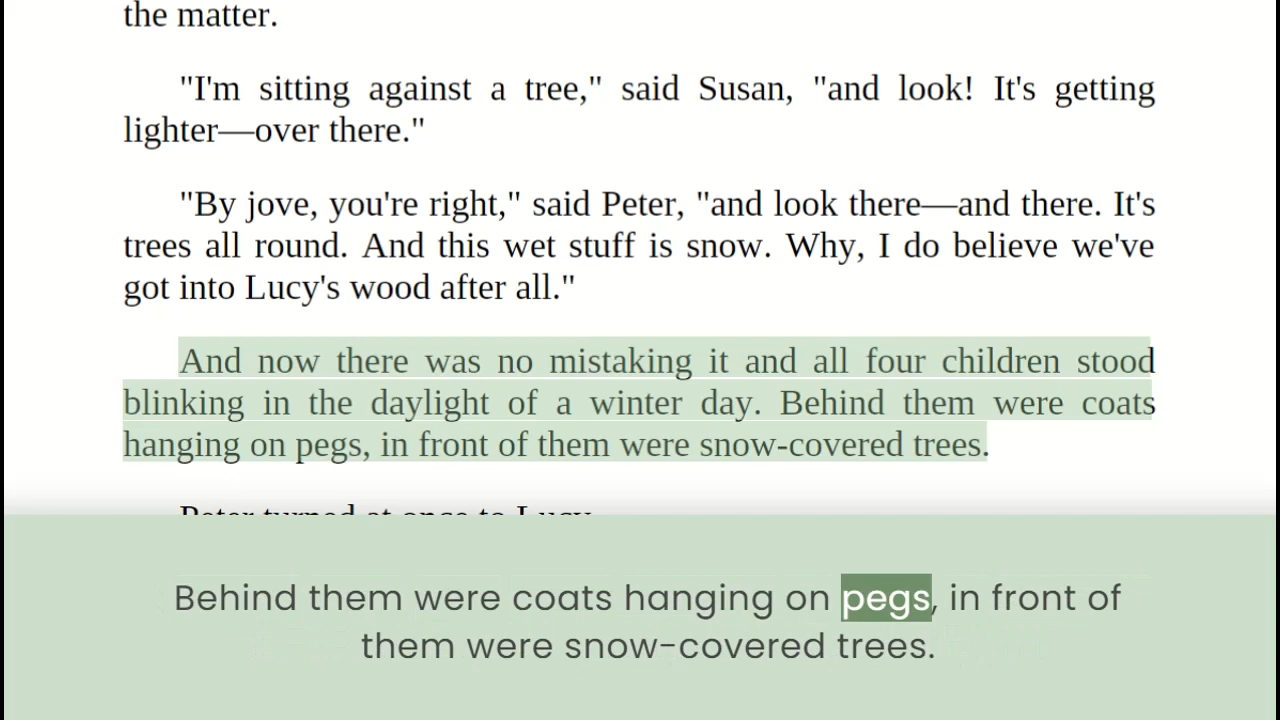 the matter.
"I'm sitting against a tree," said Susan, "and look! It's getting
lighter—over there."
"By jove, you're right," said Peter, "and look there—and there. It's
trees all round. And this wet stuff is snow. Why, I do believe we've
got into Lucy's wood after all."
And now there was no mistaking it and all four children stood
blinking in the daylight of a winter day. Behind them were coats
hanging on pegs, in front of them were snow-covered trees.
Peter turned at once to Lucy.
Behind them were coats hanging on pegs, in front of
them were snow-covered trees.